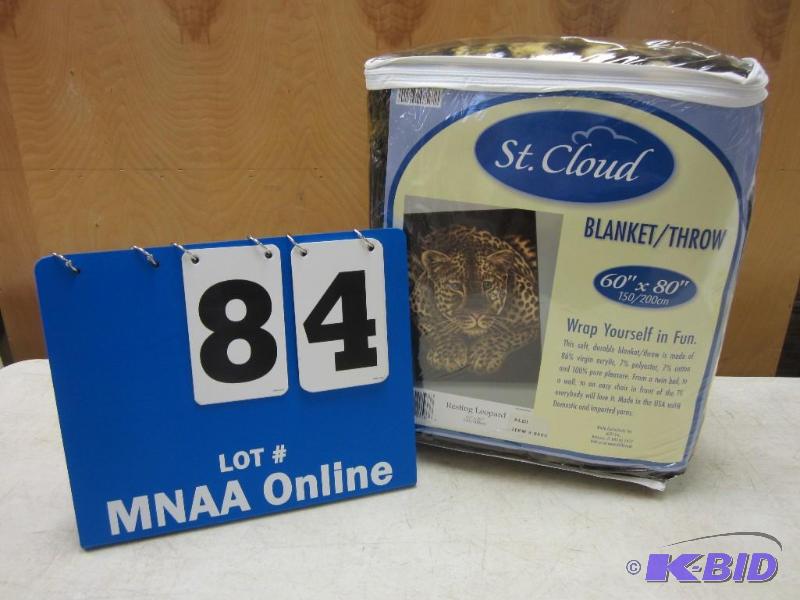 84
LOT #
MNAA Online
St. Cloud
BLANKET/THROW
60" x 80"
150/200cm
Wrap Yourself in Fun.
This soft, durable blanket/throw is made of
86% virgin acrylic, 7% polyester, 7% cotton
and 100% pure pleasure. From a twin bed, to
a wall, to an easy chair in front of the TV
everybody will love it. Made in the USA with
Domestic and imported yarns.
Resting Leopard
© K-BID